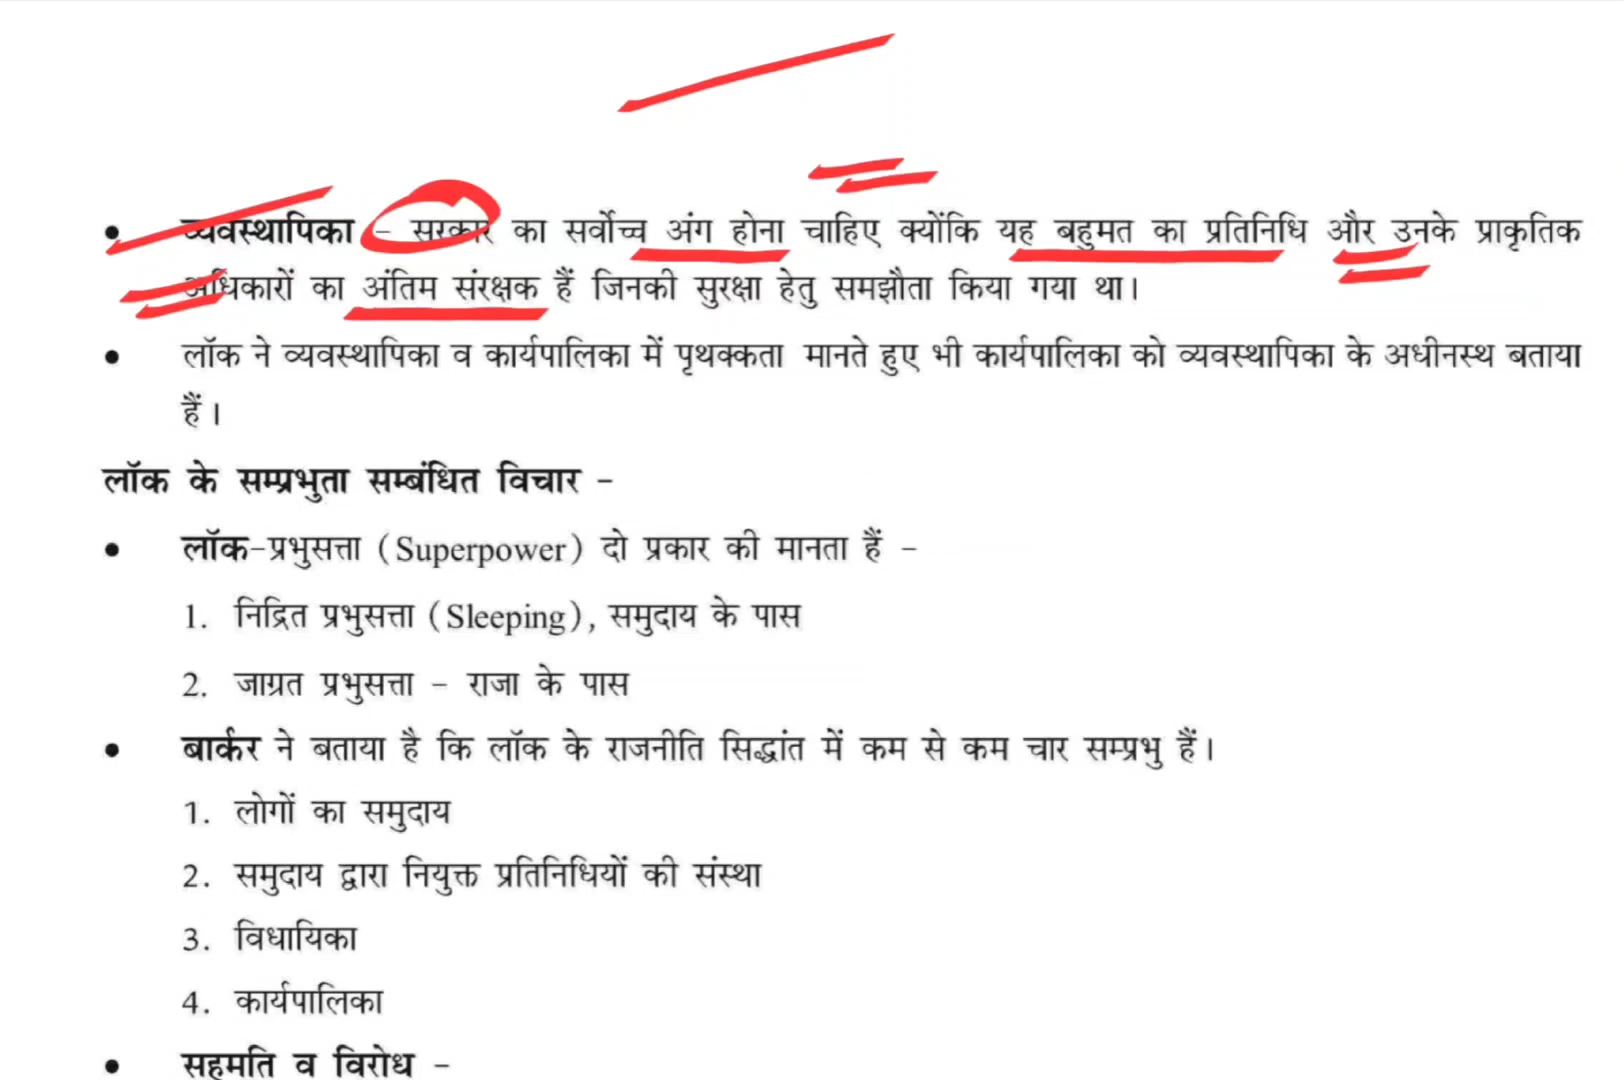 • व्यवस्थापिका - सरकार का सर्वोच्च अंग होना चाहिए क्योंकि यह बहुमत का प्रतिनिधि और उनके प्राकृतिक
अधिकारों का अंतिम संरक्षक हैं जिनकी सुरक्षा हेतु समझौता किया गया था।
• लॉक ने व्यवस्थापिका व कार्यपालिका में पृथक्कता मानते हुए भी कार्यपालिका को व्यवस्थापिका के अधीनस्थ बताया
हैं।
लॉक के सम्प्रभुता सम्बंधित विचार -
• लॉक-प्रभुसत्ता (Superpower) दो प्रकार की मानता हैं -
1. निद्रित प्रभुसत्ता (Sleeping), समुदाय के पास
2. जाग्रत प्रभुसत्ता - राजा के पास
• बार्कर ने बताया है कि लॉक के राजनीति सिद्धांत में कम से कम चार सम्प्रभु हैं।
1. लोगों का समुदाय
2. समुदाय द्वारा नियुक्त प्रतिनिधियों की संस्था
3. विधायिका
4. कार्यपालिका
• सहमति व विरोध -